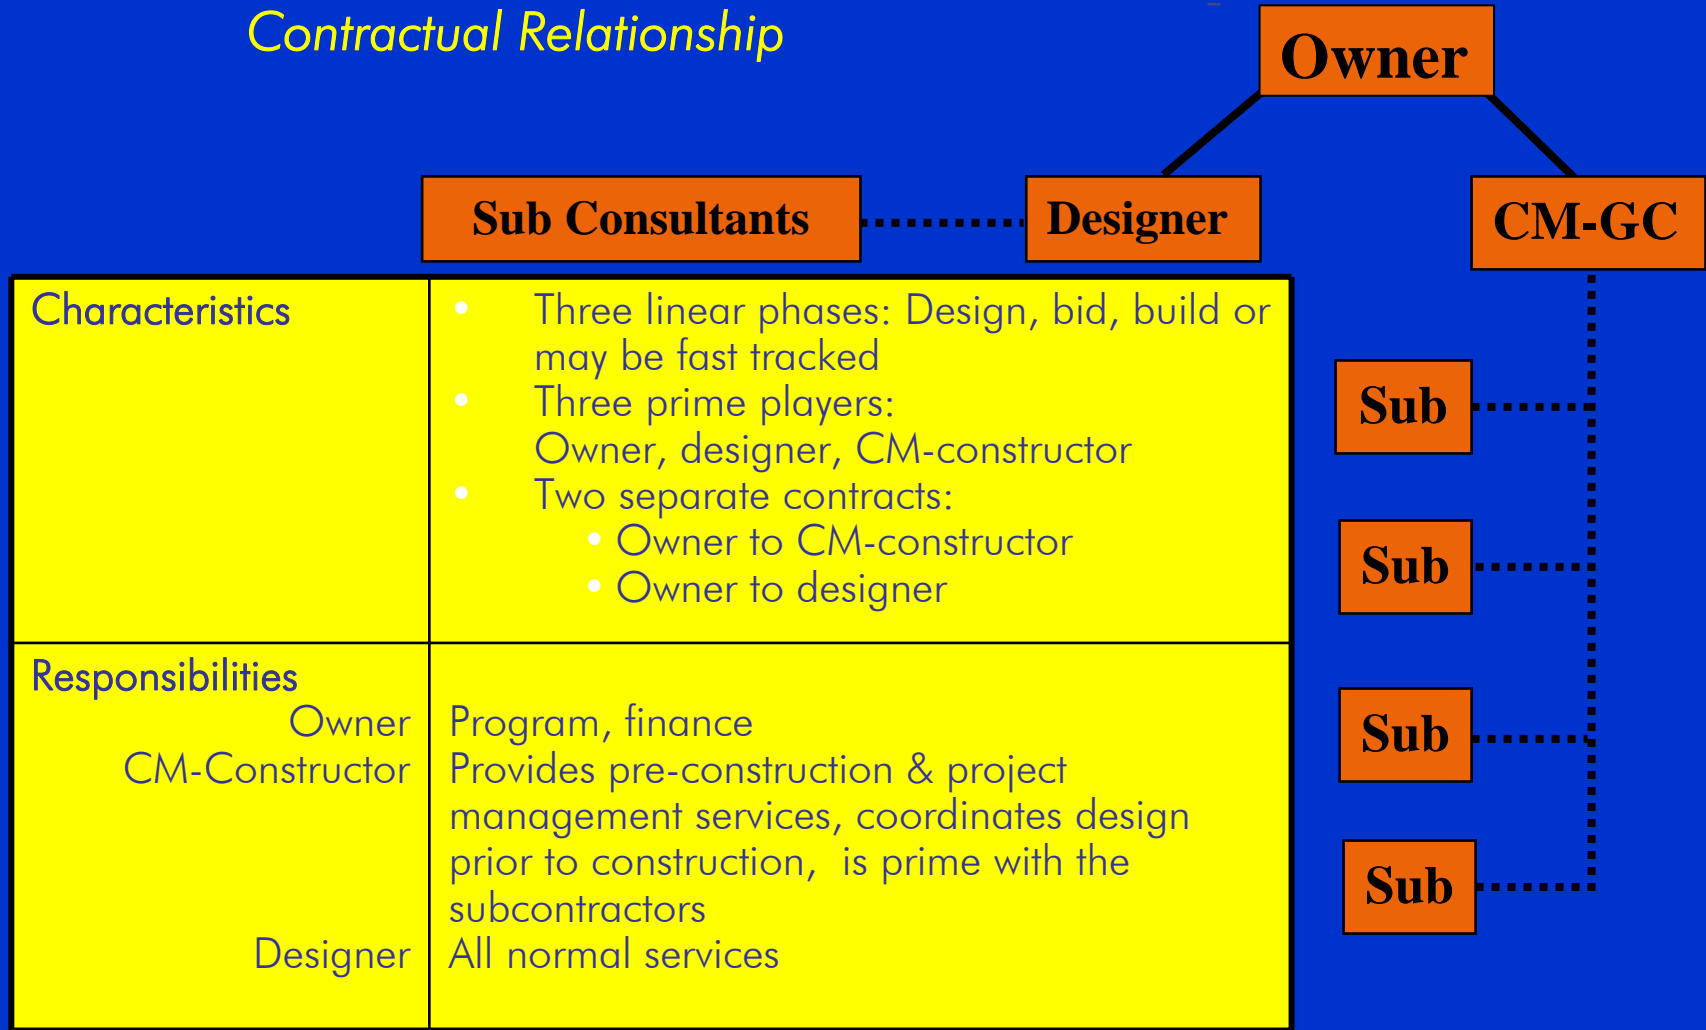 Contractual Relationship
Owner
Sub Consultants
Designer
CM-GC
Characteristics
• Three linear phases: Design, bid, build or
may be fast tracked
• Three prime players:
Owner, designer, CM-constructor
• Two separate contracts:
• Owner to CM-constructor
• Owner to designer
Responsibilities
Owner Program, finance
CM-Constructor Provides pre-construction & project
management services, coordinates design
prior to construction, is prime with the
subcontractors
Designer All normal services
Sub
Sub
Sub
Sub